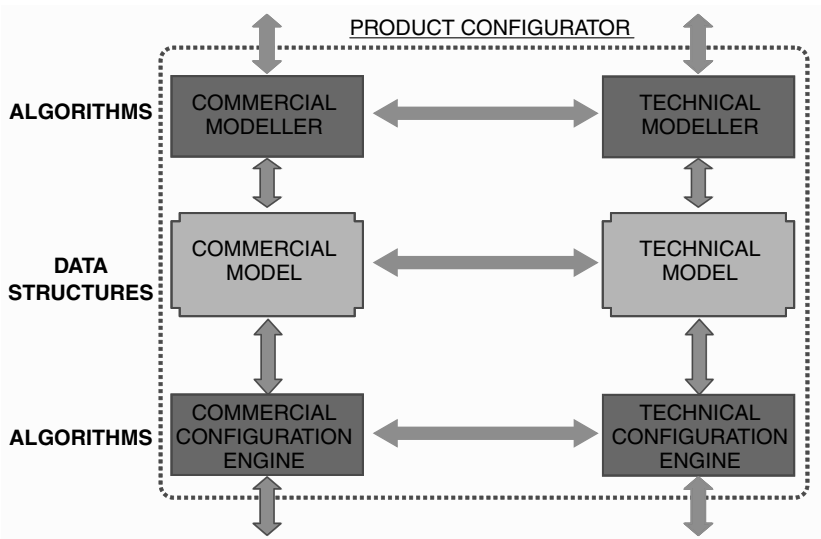 PRODUCT CONFIGURATOR
ALGORITHMS
COMMERCIAL
MODELLER
TECHNICAL
MODELLER
DATA
STRUCTURES
COMMERCIAL
MODEL
TECHNICAL
MODEL
ALGORITHMS
COMMERCIAL
CONFIGURATION
ENGINE
TECHNICAL
CONFIGURATION
ENGINE